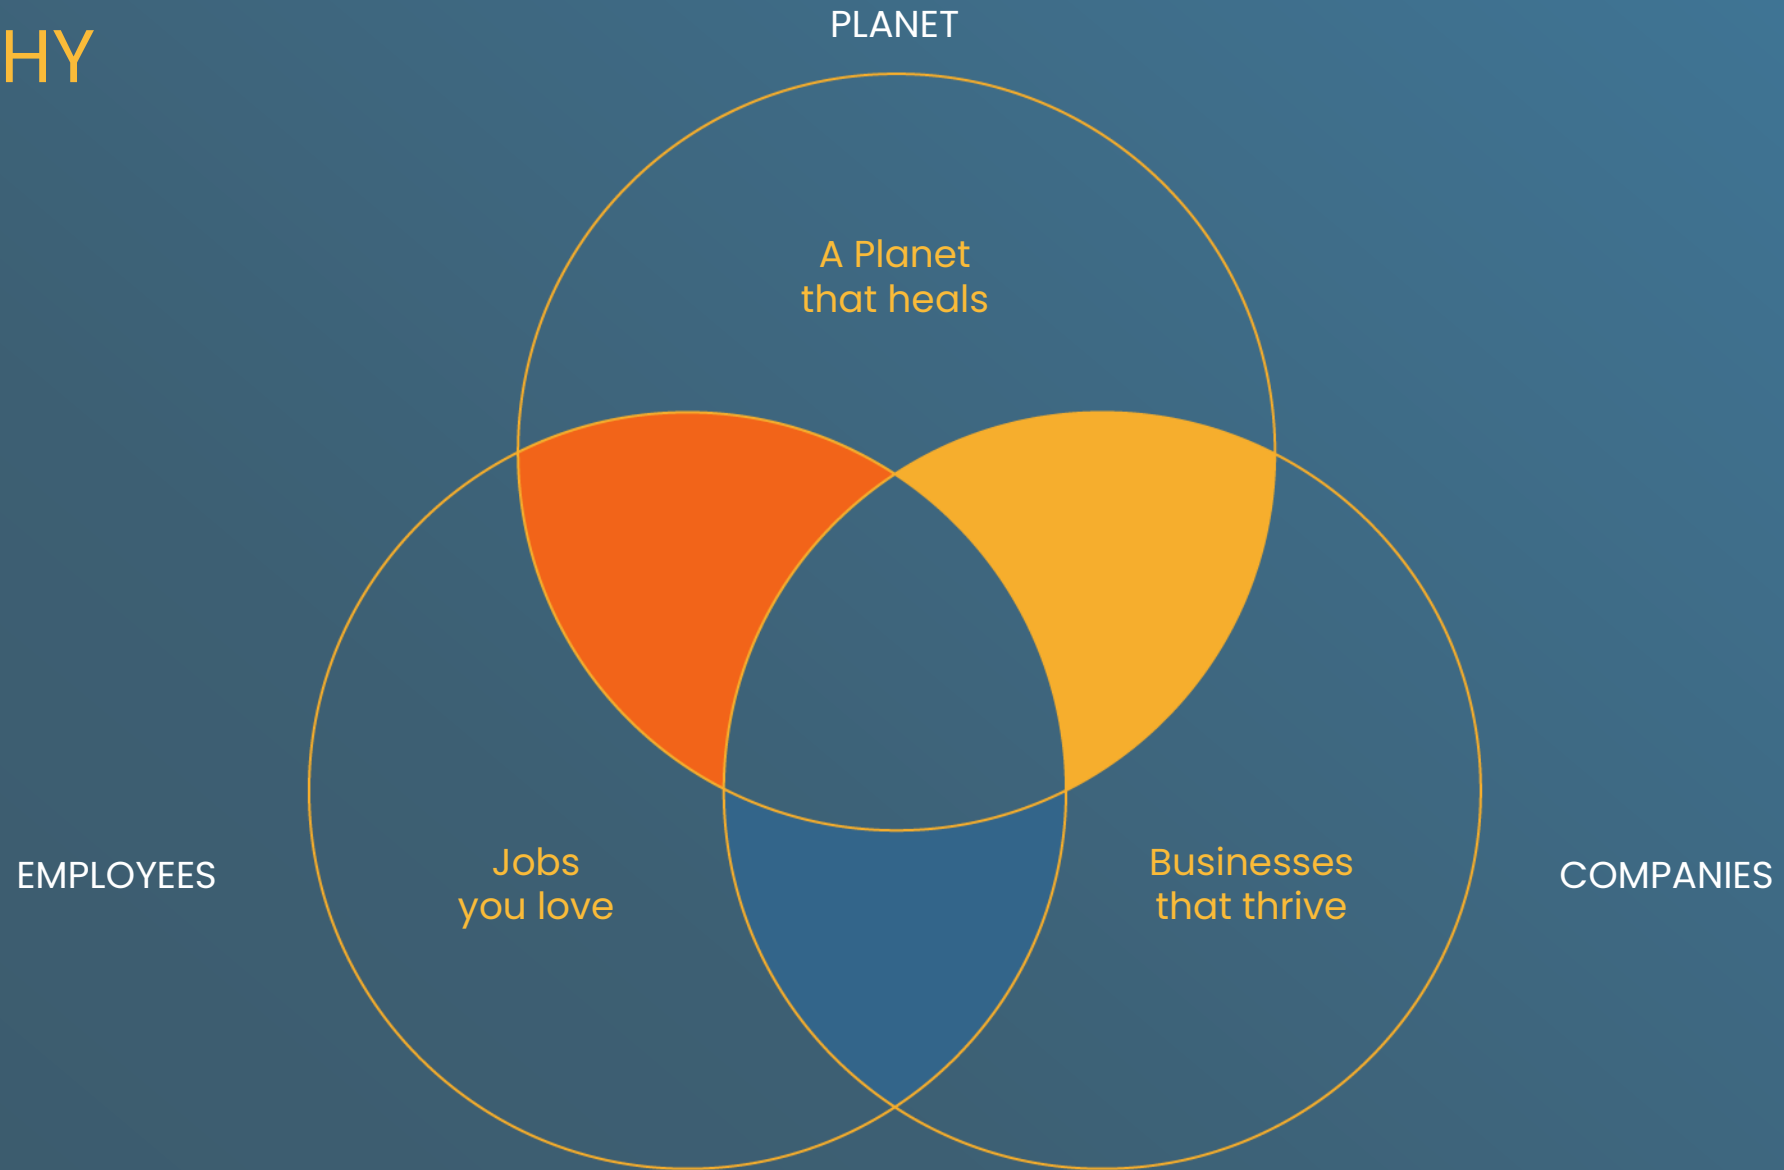 HY
PLANET
A Planet
that heals
EMPLOYEES
Jobs
you love
Businesses
that thrive
COMPANIES